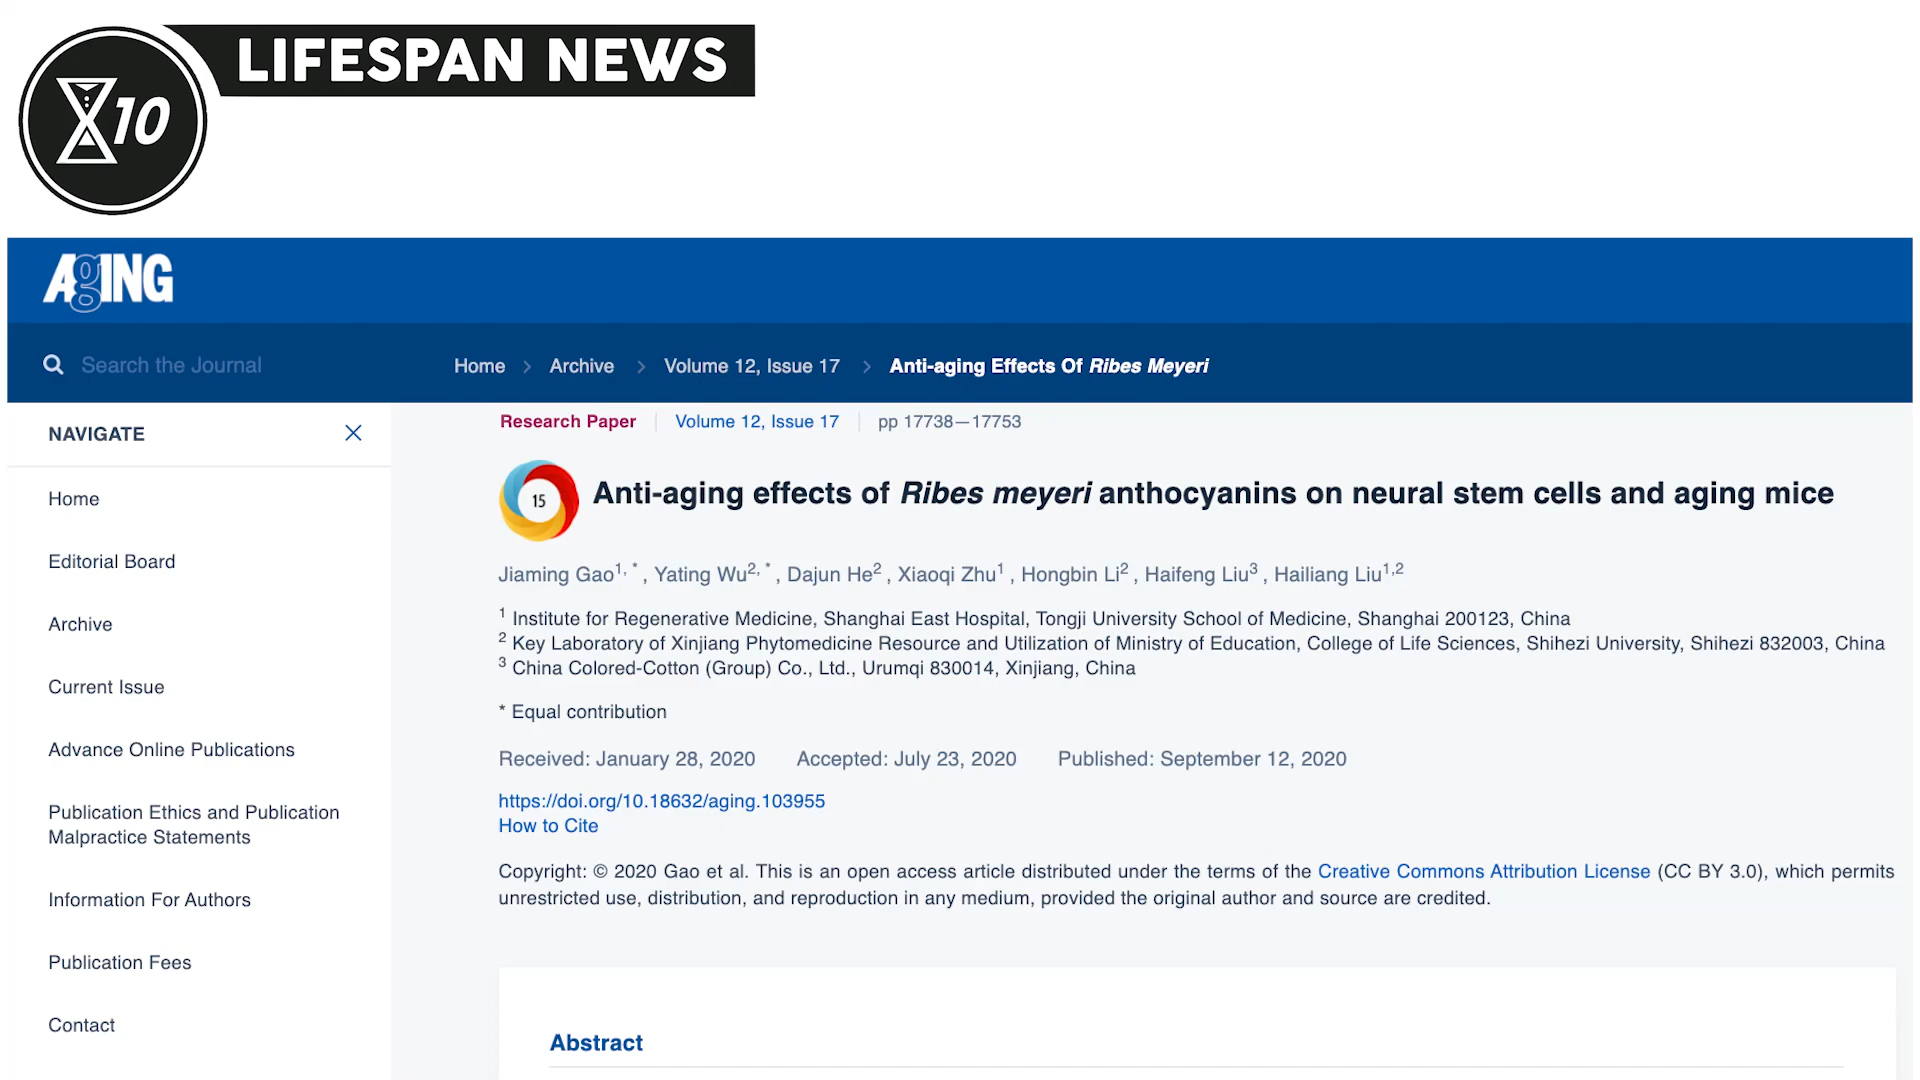 LIFESPAN NEWS
10
AgING
Search the Journal
Home > Archive > Volume 12, Issue 17 > Anti-aging Effects Of Ribes Meyeri
NAVIGATE
Home
Editorial Board
Archive
Current Issue
Advance Online Publications
Publication Ethics and Publication
Malpractice Statements
Information For Authors
Publication Fees
Contact
Research Paper | Volume 12, Issue 17 | pp 17738—17753
15
Anti-aging effects of Ribes meyeri anthocyanins on neural stem cells and aging mice
Jiaming Gao1, *, Yating Wu2, *, Dajun He2, Xiaoqi Zhu1, Hongbin Li2, Haifeng Liu3, Hailiang Liu1,2
1 Institute for Regenerative Medicine, Shanghai East Hospital, Tongji University School of Medicine, Shanghai 200123, China
2 Key Laboratory of Xinjiang Phytomedicine Resource and Utilization of Ministry of Education, College of Life Sciences, Shihezi University, Shihezi 832003, China
3 China Colored-Cotton (Group) Co., Ltd., Urumqi 830014, Xinjiang, China
* Equal contribution
Received: January 28, 2020 Accepted: July 23, 2020 Published: September 12, 2020
https://doi.org/10.18632/aging.103955
How to Cite
Copyright: © 2020 Gao et al. This is an open access article distributed under the terms of the Creative Commons Attribution License (CC BY 3.0), which permits
unrestricted use, distribution, and reproduction in any medium, provided the original author and source are credited.
Abstract